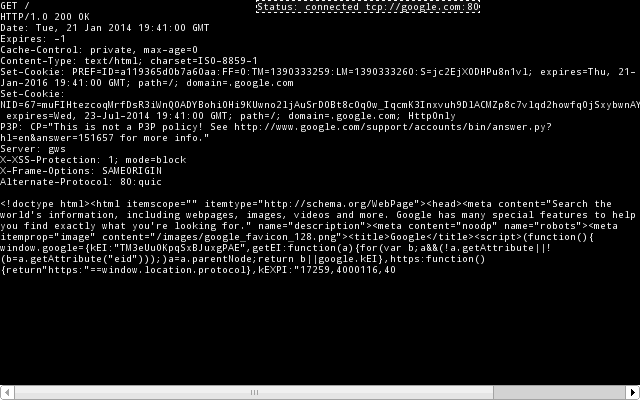 GET /
Status: connected tcp://google.com:80
HTTP/1.0 200 OK
Date: Tue, 21 Jan 2014 19:41:00 GMT
Expires: -1
Cache-Control: private, max-age=0
Content-Type: text/html; charset=ISO-8859-1
Set-Cookie: PREF=ID=a119365d0b7a60aa:FF=0:TM=1390333259:LM=1390333260:S=jc2EjXODHPu8n1vl; expires=Thu, 21-
Jan-2016 19:41:00 GMT; path=/; domain=.google.com
Set-Cookie:
expires=Wed, 23-Jul-2014 19:41:00 GMT; path=/; domain=.google.com; HttpOnly
P3P: CP="This is not a P3P policy! See http://www.google.com/support/accounts/bin/answer.py?
hl=en&answer=151657 for more info."
Server: gws
X-XSS-Protection: 1; mode=block
X-Frame-Options: SAMEORIGIN
Alternate-Protocol: 80:quic
<!doctype html><html itemscope="" itemtype="http://schema.org/WebPage"><head><meta content="Search the
world's information, including webpages, images, videos and more. Google has many special features to help
you find exactly what you're looking for." name="description"><meta content="noodp" name="robots"><meta
itemprop="image" content="/images/google_favicon_128.png"><title>Google</title><script>(function(){
window.google={kEI:"TM3eUuOKPqSxBJuxgPAE",getEI:function(a){for(var b;a&&(!a.getAttribute||!
(b=a.getAttribute("eid")));)a=a.parentNode;return b||google.kEI},https:function()
{return"https:"==window.location.protocol},kEXPI:"17259,4000116,40